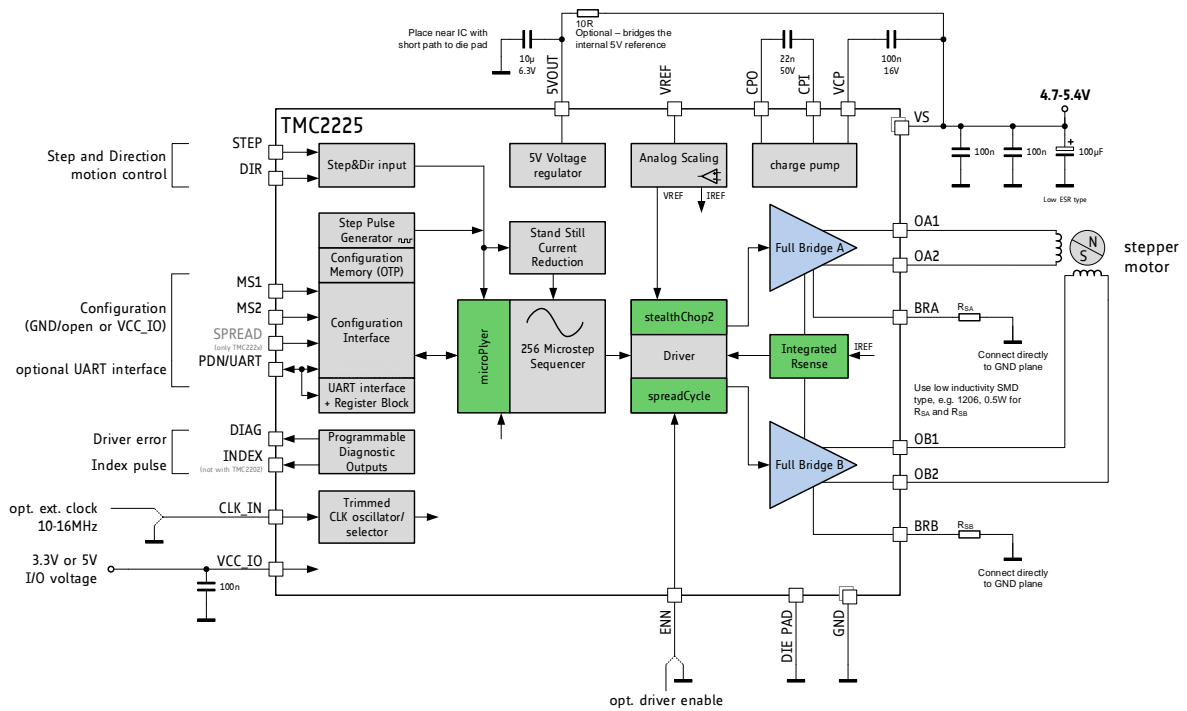 Place near IC with
short path to die pad
10µ
6.3V
10R
Optional – bridges the
internal 5V reference
5VOUT
VREF
CPO
22n
50V
CPI
VCP
100n
16V
4.7-5.4V
VS
100n
100n
+
100µF
Low ESR type
TMC2225
Step and Direction
motion control
STEP
DIR
Step&Dir input
5V Voltage
regulator
Analog Scaling
VREF
IREF
charge pump
Step Pulse
Generator
Configuration
Memory (OTP)
Stand Still
Current
Reduction
Full Bridge A
OA1
OA2
N
S
stepper
motor
Configuration
(GND/open or VCC_IO)
optional UART interface
MS1
MS2
SPREAD
(only TMC222x)
PDN/UART
Configuration
Interface
UART interface
+ Register Block
microPlyer
256 Microstep
Sequencer
stealthChop2
Driver
spreadCycle
Integrated
Rsense
IREF
BRA
RSA
Connect directly
to GND plane
Use low inductivity SMD
type, e.g. 1206, 0.5W for
RSA and RSB
Driver error
Index pulse
DIAG
INDEX
(not with TMC2202)
Programmable
Diagnostic
Outputs
Full Bridge B
OB1
OB2
opt. ext. clock
10-16MHz
CLK_IN
Trimmed
CLK oscillator/
selector
BRB
RSB
Connect directly
to GND plane
3.3V or 5V
I/O voltage
VCC_IO
100n
ENN
DIE PAD
GND
opt. driver enable